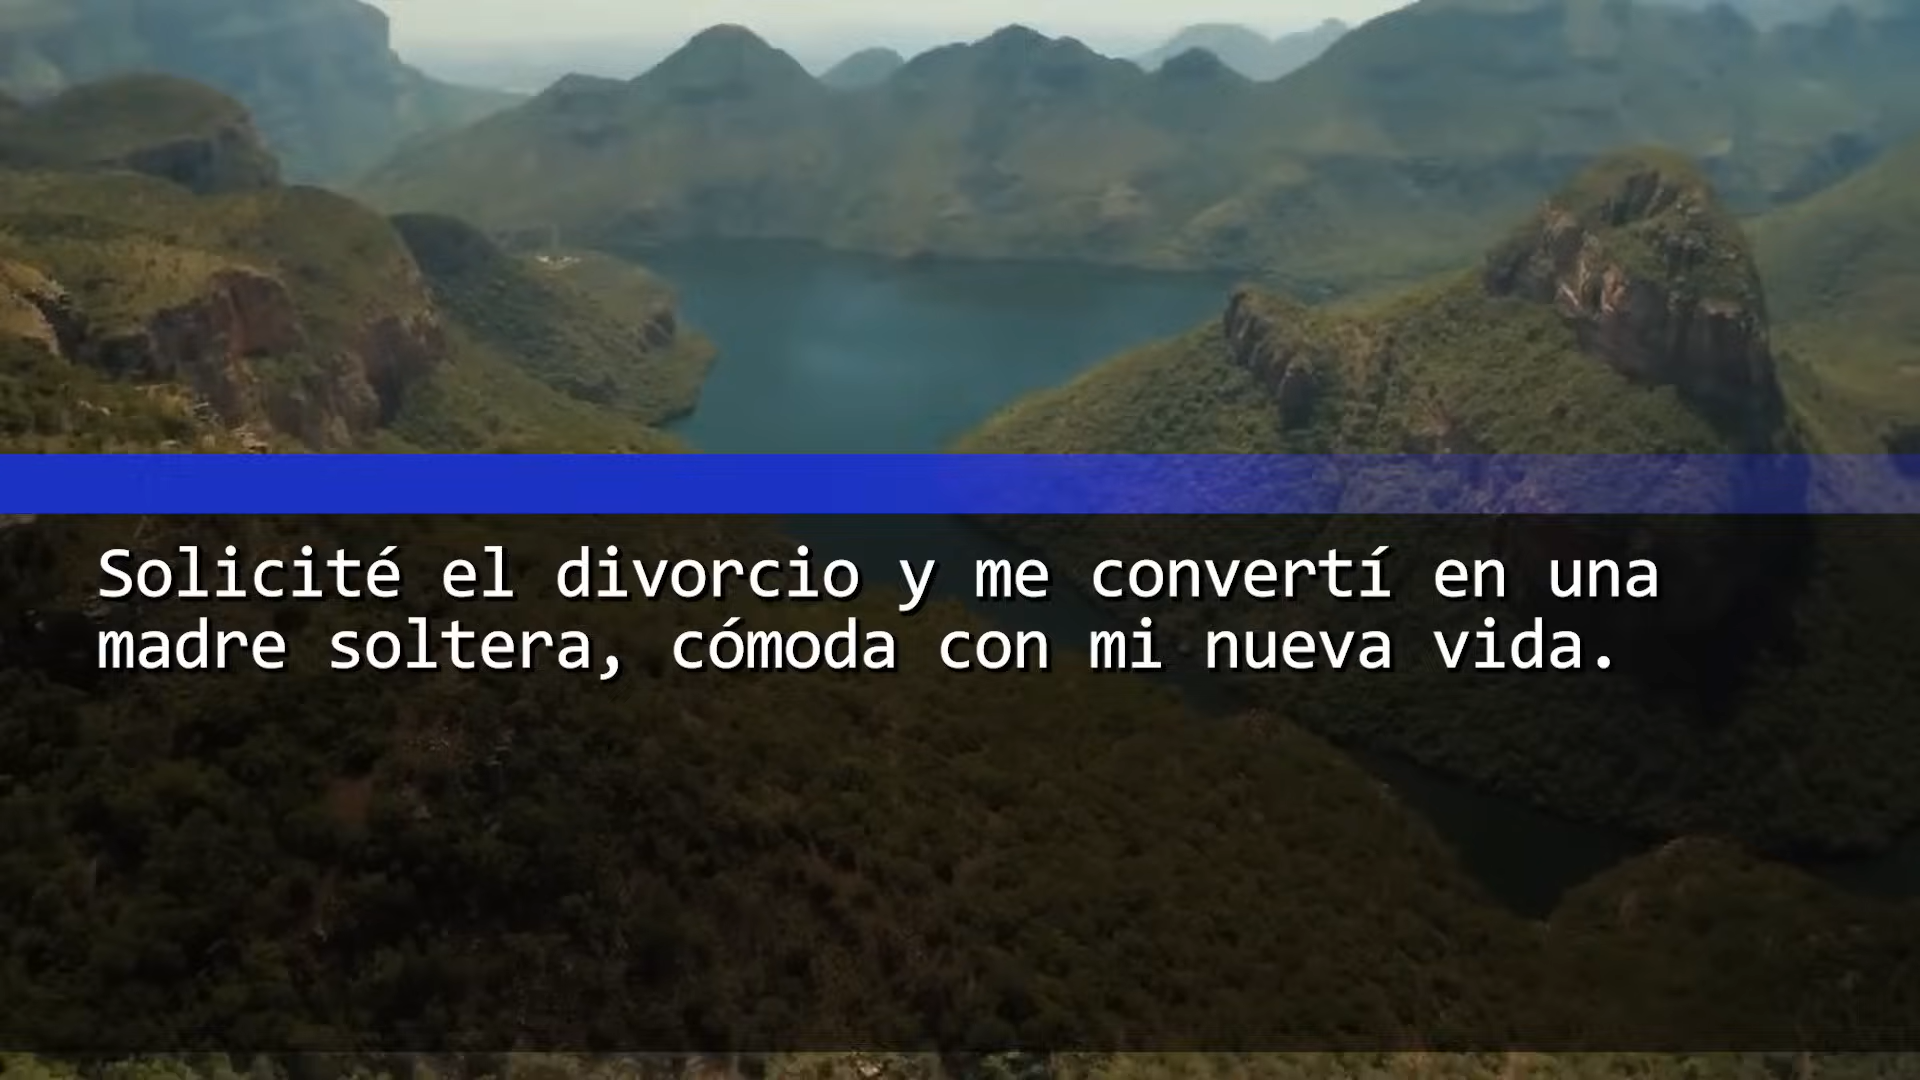 Solicité el divorcio y me convertí en una
madre soltera, cómoda con mi nueva vida.